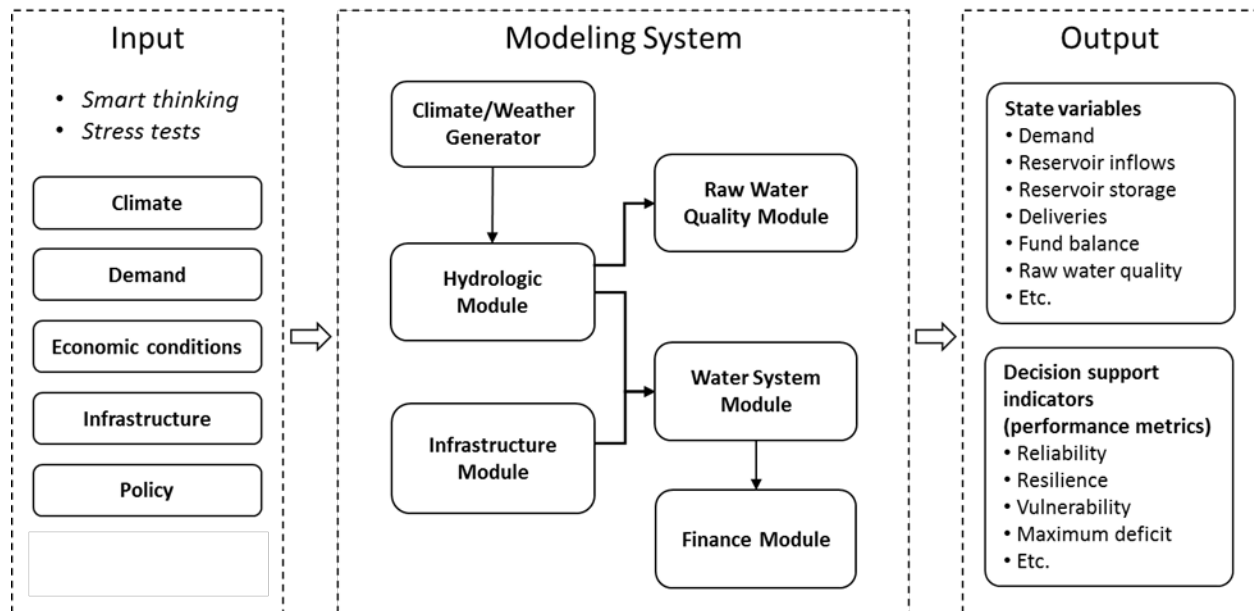 Input
• Smart thinking
• Stress tests
Climate
Demand
Economic conditions
Infrastructure
Policy
Modeling System
Climate/Weather
Generator
Raw Water
Quality Module
Hydrologic
Module
Water System
Module
Infrastructure
Module
Finance Module
Output
State variables
• Demand
• Reservoir inflows
• Reservoir storage
• Deliveries
• Fund balance
• Raw water quality
• Etc.
Decision support
indicators
(performance metrics)
• Reliability
• Resilience
• Vulnerability
• Maximum deficit
• Etc.